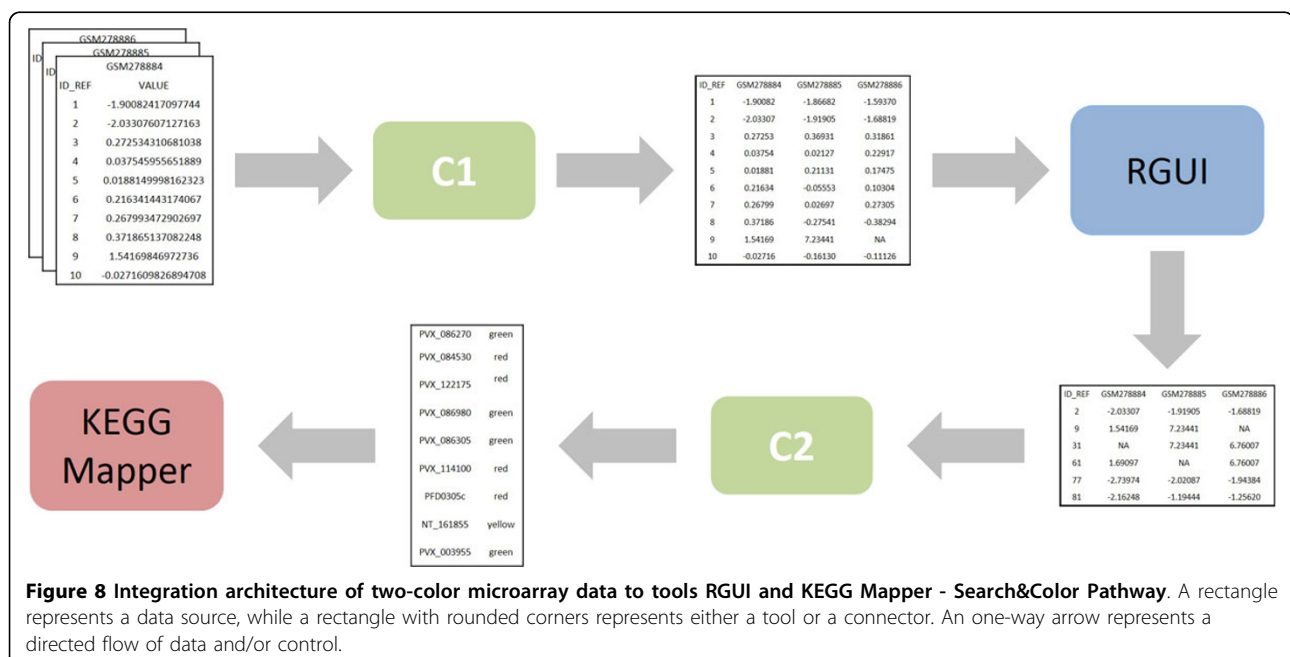 GSM278886
GSM278885
ID
ID
GSM278884
ID_REF VALUE
1 -1.90082417097744
2 -2.03307607127163
3 0.272534310681038
4 0.037545955651889
5 0.0188149998162323
6 0.216341443174067
7 0.267993472902697
8 0.371865137082248
9 1.54169846972736
10 -0.0271609826894708
C1
ID_REF GSM278884 GSM278885 GSM278886
1 -1.90082 -1.86682 -1.59370
2 -2.03307 -1.91905 -1.68819
3 0.27253 0.36931 0.31861
4 0.03754 0.02127 0.22917
5 0.01881 0.21131 0.17475
6 0.21634 -0.05553 0.10304
7 0.26799 0.02697 0.27305
8 0.37186 -0.27541 -0.38294
9 1.54169 7.23441 NA
10 -0.02716 -0.16130 -0.11126
RGUI
ID_REF GSM278884 GSM278885 GSM278886
2 -2.03307 -1.91905 -1.68819
9 1.54169 7.23441 NA
31 NA 7.23441 6.76007
61 1.69097 NA 6.76007
77 -2.73974 -2.02087 -1.94384
81 -2.16248 -1.19444 -1.25620
C2
PVX_086270 green
PVX_084530 red
PVX_122175 red
PVX_086980 green
PVX_086305 green
PVX_114100 red
PFD0305c red
NT_161855 yellow
PVX_003955 green
KEGG
Mapper
Figure 8 Integration architecture of two-color microarray data to tools RGUI and KEGG Mapper - Search&Color Pathway. A rectangle
represents a data source, while a rectangle with rounded corners represents either a tool or a connector. An one-way arrow represents a
directed flow of data and/or control.